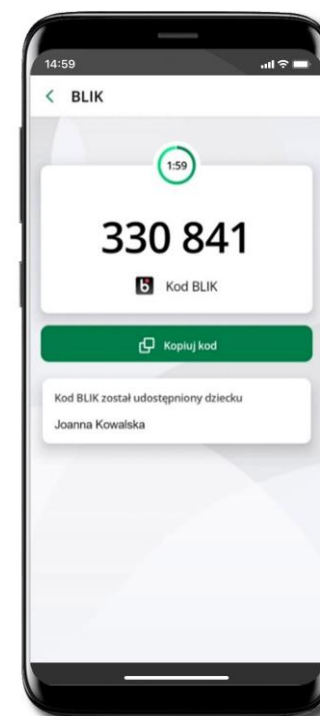 14:59
BLIK
1:59
330 841
Kod BLIK
Kopiuj kod
Kod BLIK został udostępniony dziecku
Joanna Kowalska